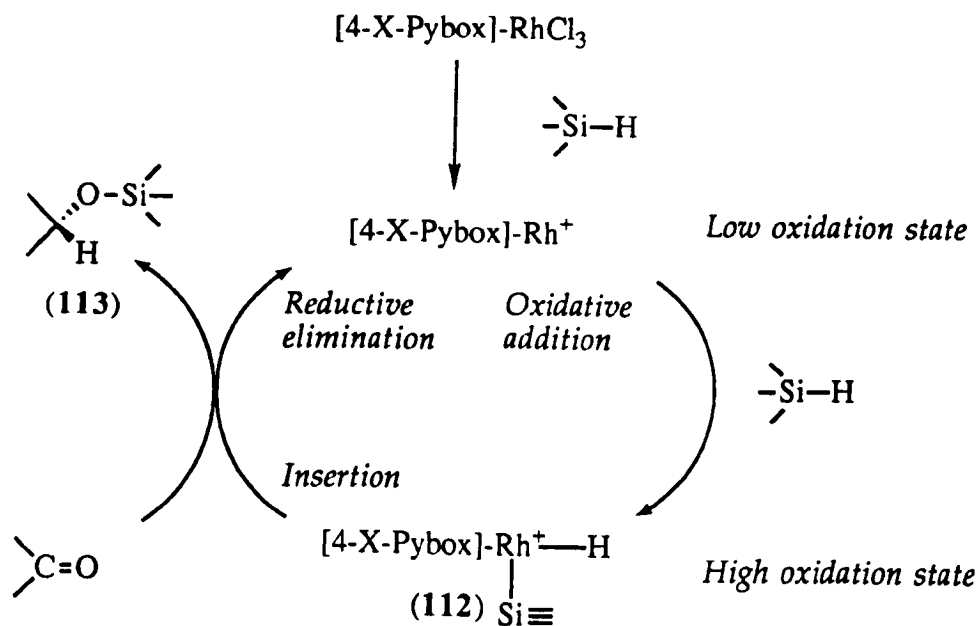 [4-X-Pybox]-RhCl₃
Si—H
O-Si
H
(113)
[4-X-Pybox]-Rh⁺
Low oxidation state
Reductive
elimination
Oxidative
addition
Si—H
Insertion
C=O
[4-X-Pybox]-Rh⁺—H
(112) Si≡
High oxidation state